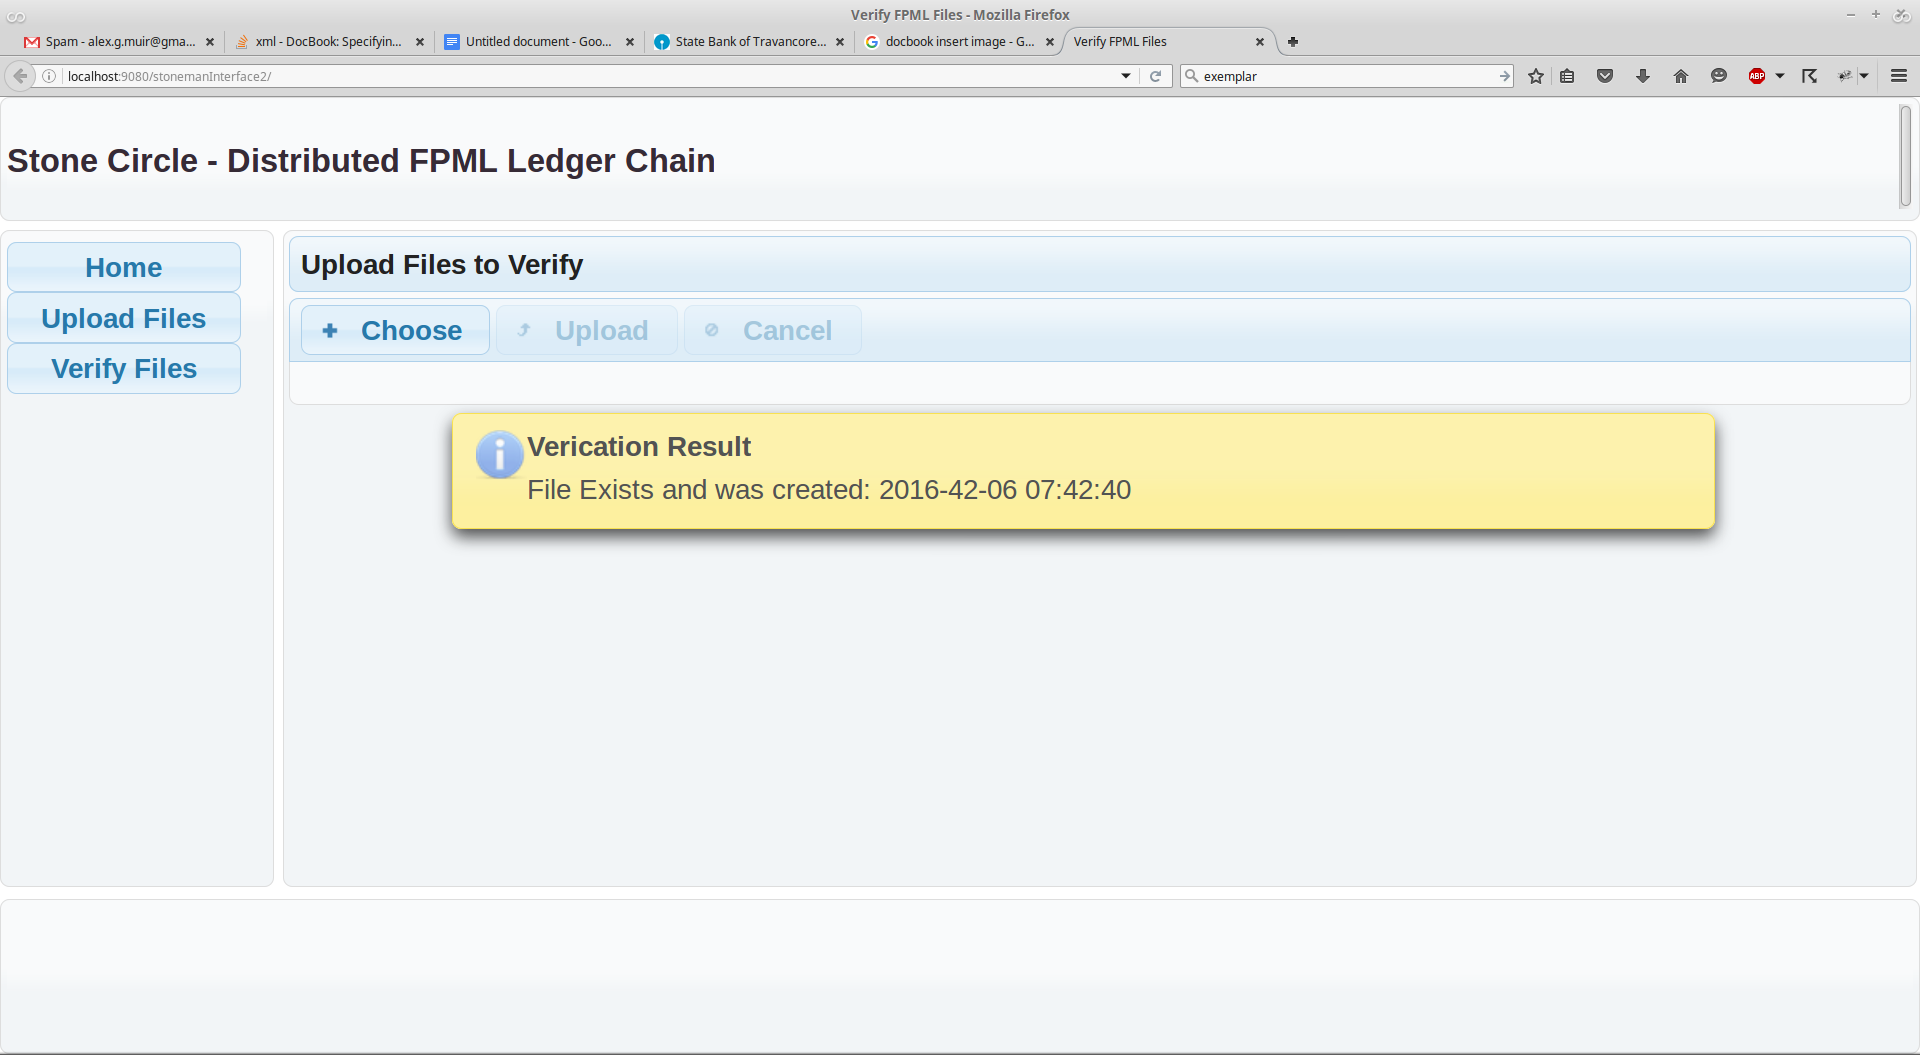 Verify FPML Files - Mozilla Firefox
Spam - alex.g.muir@gma...
xml - DocBook: Specifyin...
Untitled document - Goo...
State Bank of Travancore...
docbook insert image - G...
Verify FPML Files
localhost:9080/stonemanInterface2/
exemplar
ABP
Stone Circle - Distributed FPML Ledger Chain
Home
Upload Files
Verify Files
Upload Files to Verify
Choose
Upload
Cancel
Verication Result
File Exists and was created: 2016-42-06 07:42:40